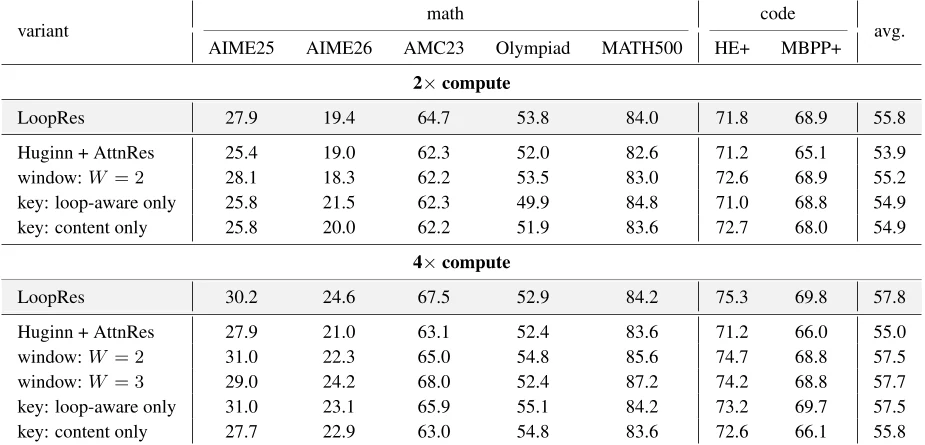 variant math code avg.
AIME25 AIME26 AMC23 Olympiad MATH500 HE+ MBPP+
2× compute
LoopRes 27.9 19.4 64.7 53.8 84.0 71.8 68.9 55.8
Huginn + AttnRes 25.4 19.0 62.3 52.0 82.6 71.2 65.1 53.9
window: W = 2 28.1 18.3 62.2 53.5 83.0 72.6 68.9 55.2
key: loop-aware only 25.8 21.5 62.3 49.9 84.8 71.0 68.8 54.9
key: content only 25.8 20.0 62.2 51.9 83.6 72.7 68.0 54.9
4× compute
LoopRes 30.2 24.6 67.5 52.9 84.2 75.3 69.8 57.8
Huginn + AttnRes 27.9 21.0 63.1 52.4 83.6 71.2 66.0 55.0
window: W = 2 31.0 22.3 65.0 54.8 85.6 74.7 68.8 57.5
window: W = 3 29.0 24.2 68.0 52.4 87.2 74.2 68.8 57.7
key: loop-aware only 31.0 23.1 65.9 55.1 84.2 73.2 69.7 57.5
key: content only 27.7 22.9 63.0 54.8 83.6 72.6 66.1 55.8